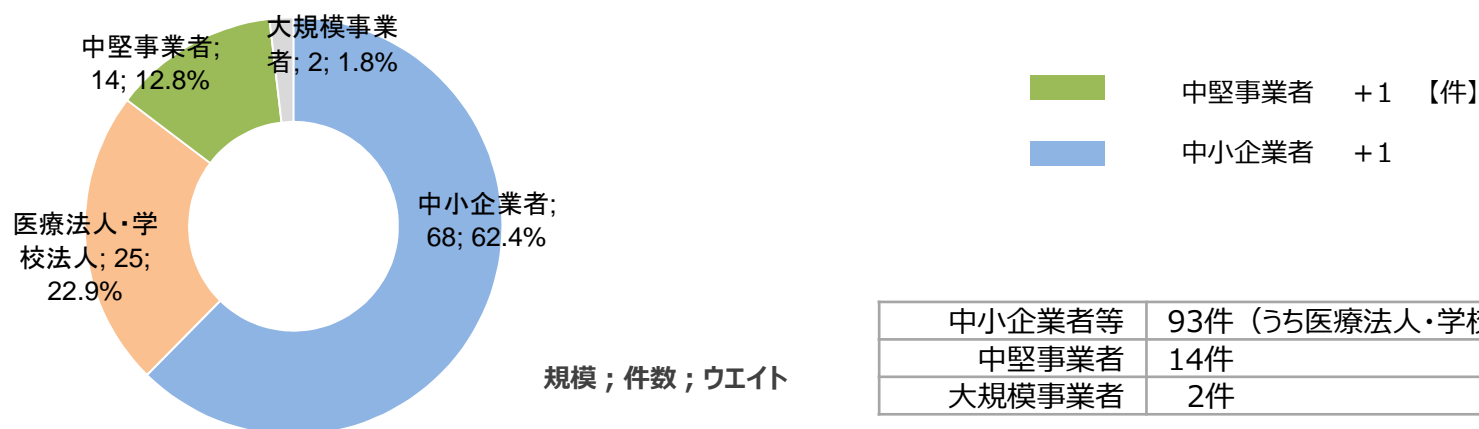 大規模事業
者; 2; 1.8%
中堅事業者;
14; 12.8%
中小企業者;
68; 62.4%
医療法人・学
校法人; 25;
22.9%
規模；件数；ウエイト
中堅事業者 +1 【件】
中小企業者 +1
中小企業者等 93件（うち医療法人・学
中堅事業者 14件
大規模事業者 2件